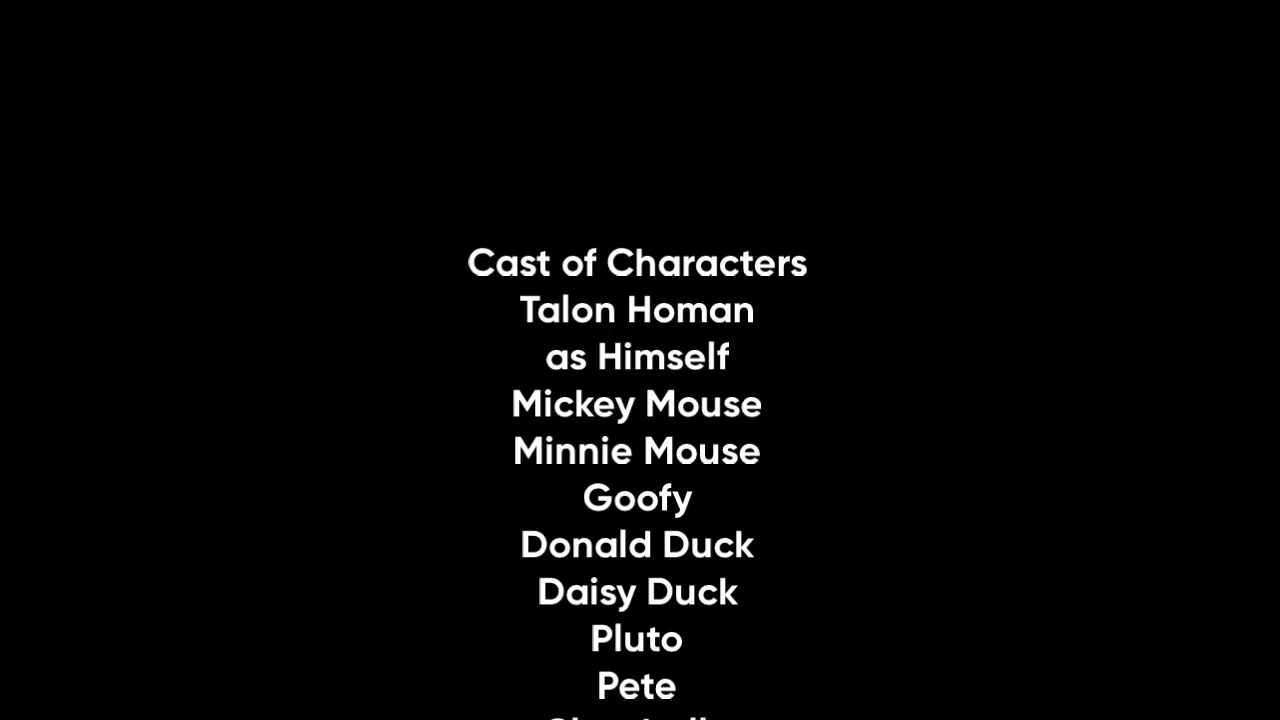 Cast of Characters
Talon Homan
as Himself
Mickey Mouse
Minnie Mouse
Goofy
Donald Duck
Daisy Duck
Pluto
Pete